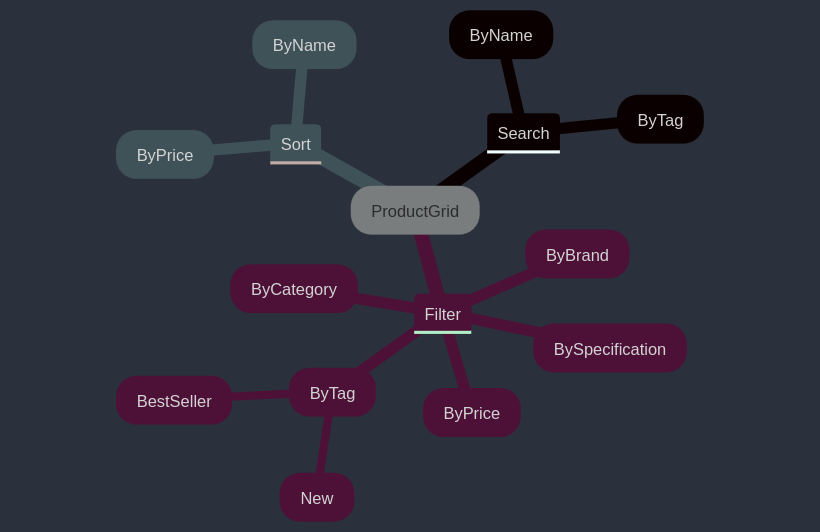 ByName
ByName
ByTag
Search
Sort
ByPrice
ProductGrid
ByBrand
ByCategory
Filter
BySpecification
ByTag
BestSeller
ByPrice
New